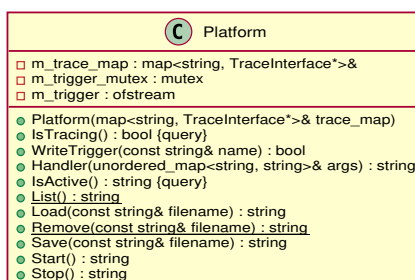 C Platform
m_trace_map : map<string, TraceInterface*>&
m_trigger_mutex : mutex
m_trigger : ofstream
Platform(map<string, TraceInterface*>& trace_map)
IsTracing() : bool {query}
WriteTrigger(const string& name) : bool
Handler(unordered_map<string, string>& args) : string
IsActive() : string {query}
List() : string
Load(const string& filename) : string
Remove(const string& filename) : string
Save(const string& filename) : string
Start() : string
Stop() : string